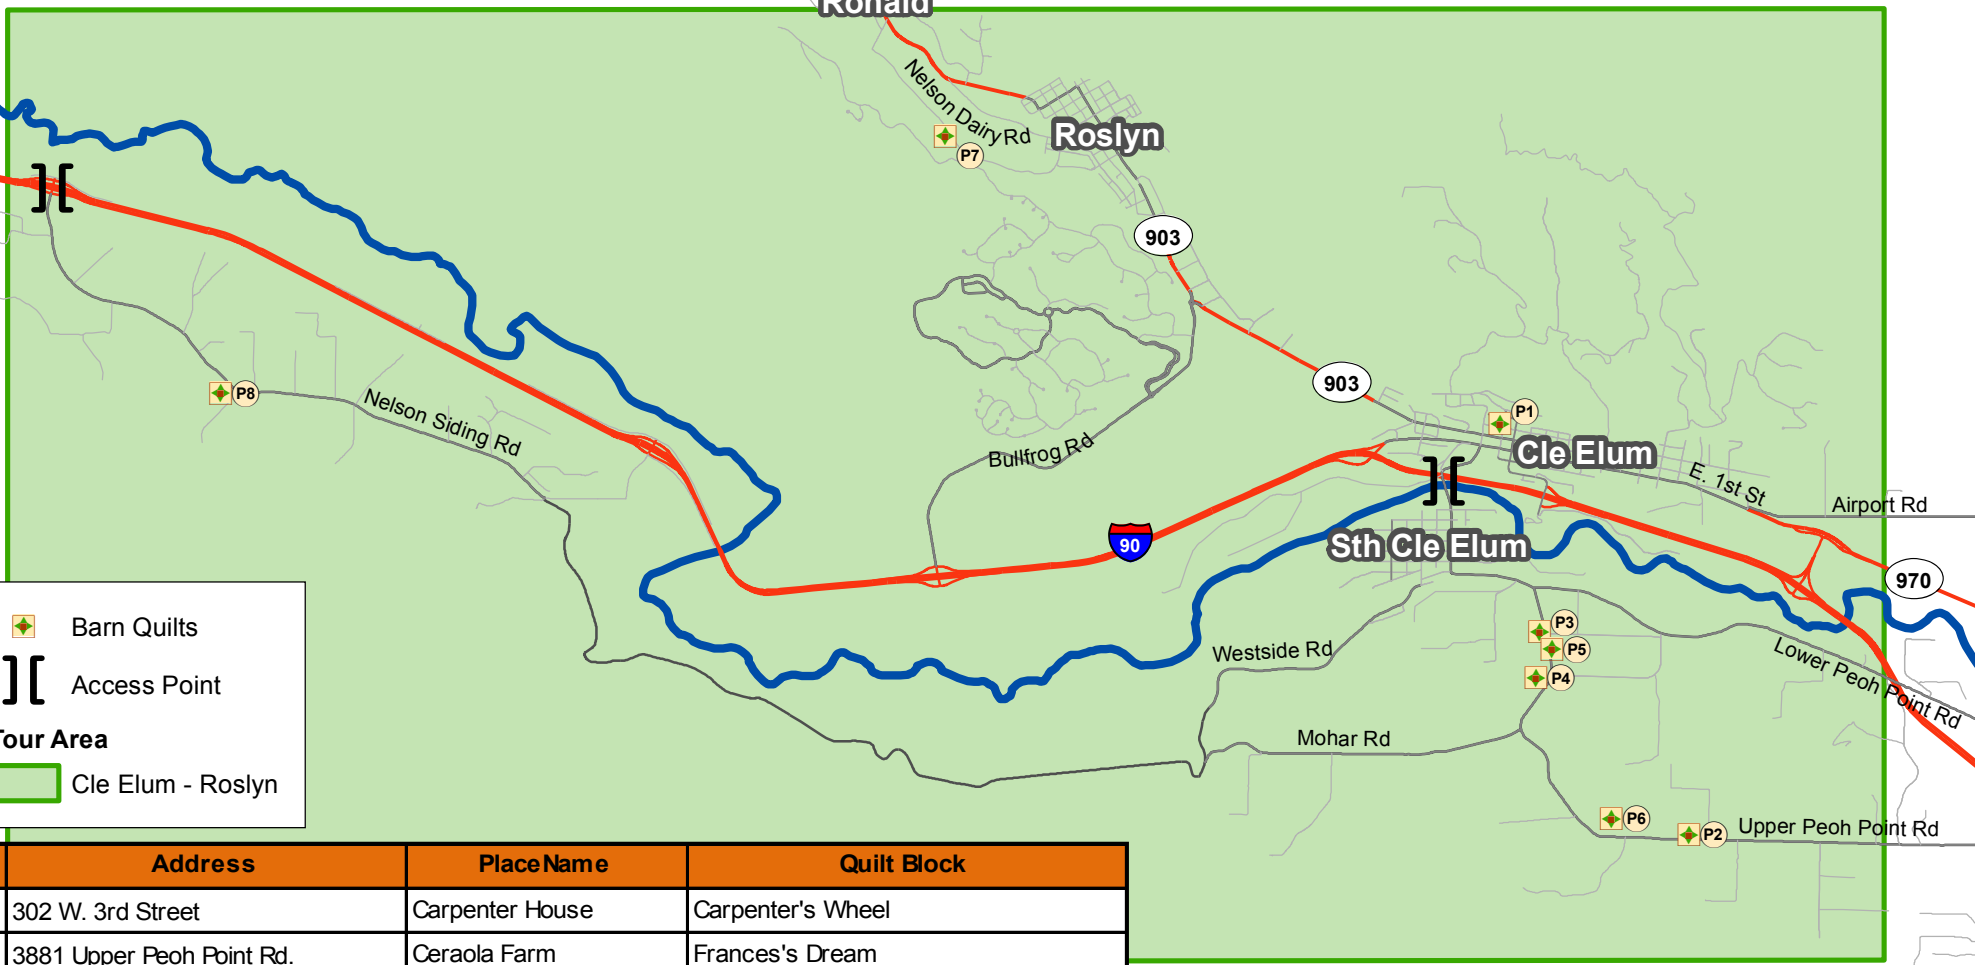 Ronald
Nelson Dairy Rd
Roslyn
P7
903
903
P1
Cle Elum
E. 1st St
Airport Rd
P8
Nelson Siding Rd
Bullfrog Rd
90
Sth Cle Elum
970
P3
P5
P4
Westside Rd
Lower Peoh Point Rd
Mohar Rd
P6
P2
Upper Peoh Point Rd
Barn Quilts
Access Point
Tour Area
Cle Elum - Roslyn
Address PlaceName Quilt Block
302 W. 3rd Street Carpenter House Carpenter's Wheel
3881 Upper Peoh Point Rd. Ceraola Farm Frances's Dream